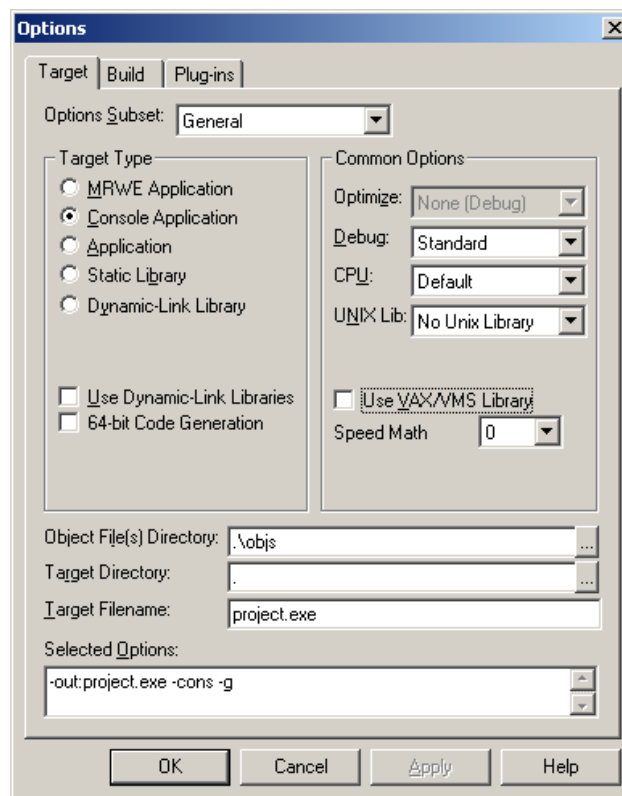 Options
Target Build Plug-ins
Options Subset: General
Target Type
MRWE Application
Console Application
Application
Static Library
Dynamic-Link Library
Use Dynamic-Link Libraries
64-bit Code Generation
Common Options
Optimize: None (Debug)
Debug: Standard
CPU: Default
UNIX Lib: No Unix Library
Use VAX/VMS Library
Speed Math 0
Object File(s) Directory: .\objs ...
Target Directory: . ...
Target Filename: project.exe
Selected Options:
-out:project.exe -cons -g
OK Cancel Apply Help